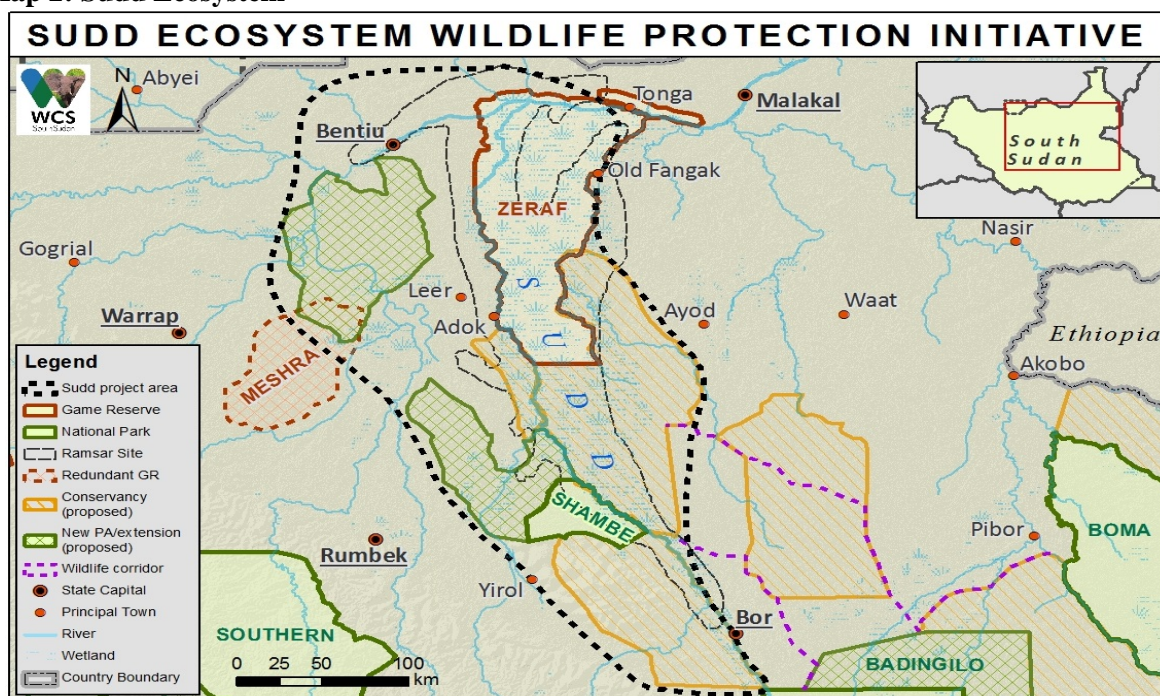 Map 2: Sudd Ecosystem
SUDD ECOSYSTEM WILDLIFE PROTECTION INITIATIVE
WCS
South Sudan
N
Abyei
Tonga
Malakal
Bentiu
Old Fangak
South
Sudan
ZERAF
Nasir
Gogrial
Leer
Adok
Ayod
Waat
Warrap
Ethiopia
Akobo
MESHRA
S
U
D
D
SHAMBE
Rumbek
Yirol
Pibor
BOMA
Bor
SOUTHERN
BADINGILO
Legend
Sudd project area
Game Reserve
National Park
Ramsar Site
Redundant GR
Conservancy
(proposed)
New PA/extension
(proposed)
Wildlife corridor
State Capital
Principal Town
River
Wetland
Country Boundary
0 25 50 100
km